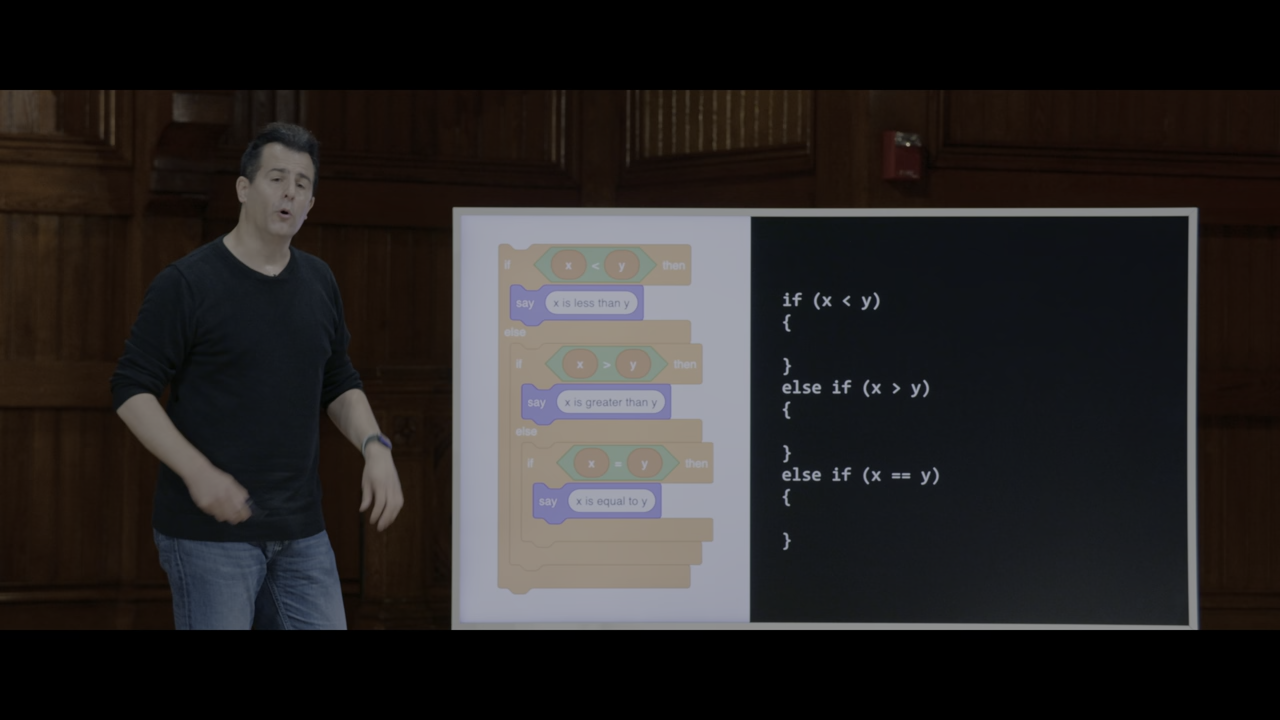 if x < y then
say x is less than y
else
if x > y then
say x is greater than y
else
if x = y then
say x is equal to y
if (x < y)
{
}
else if (x > y)
{
}
else if (x == y)
{
}